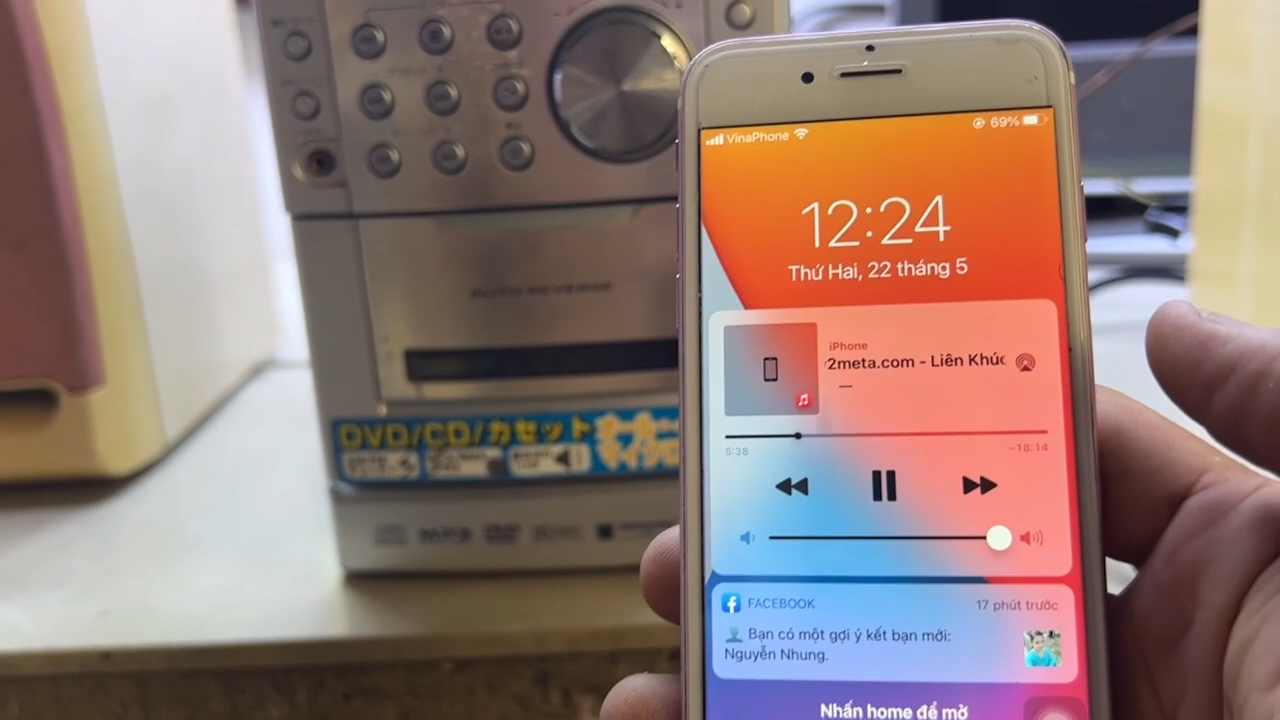 VinaPhone
69%
12:24
Thứ Hai, 22 tháng 5
iPhone
2meta.com - Liên Khúc
5:38
-18:14
FACEBOOK
17 phút trước
Bạn có một gợi ý kết bạn mới:
Nguyễn Nhung.
Nhấn home để mở
AUTO REVERSE
DVD/CD/カセット
MP3